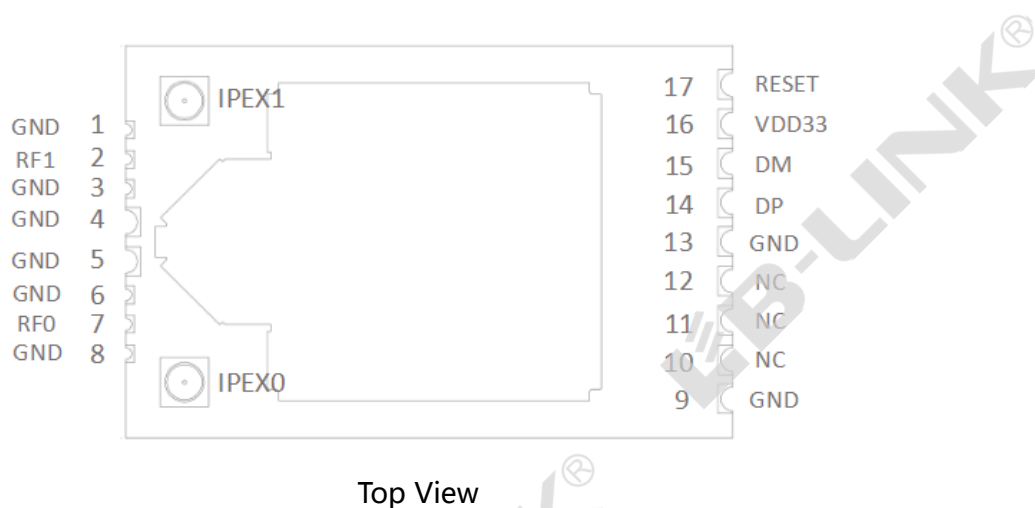 IPEX1
GND 1
RF1 2
GND 3
GND 4
GND 5
GND 6
RF0 7
GND 8
IPEX0
17 RESET
16 VDD33
15 DM
14 DP
13 GND
12 NC
11 NC
10 NC
9 GND
LB-LINK®
Top View
®